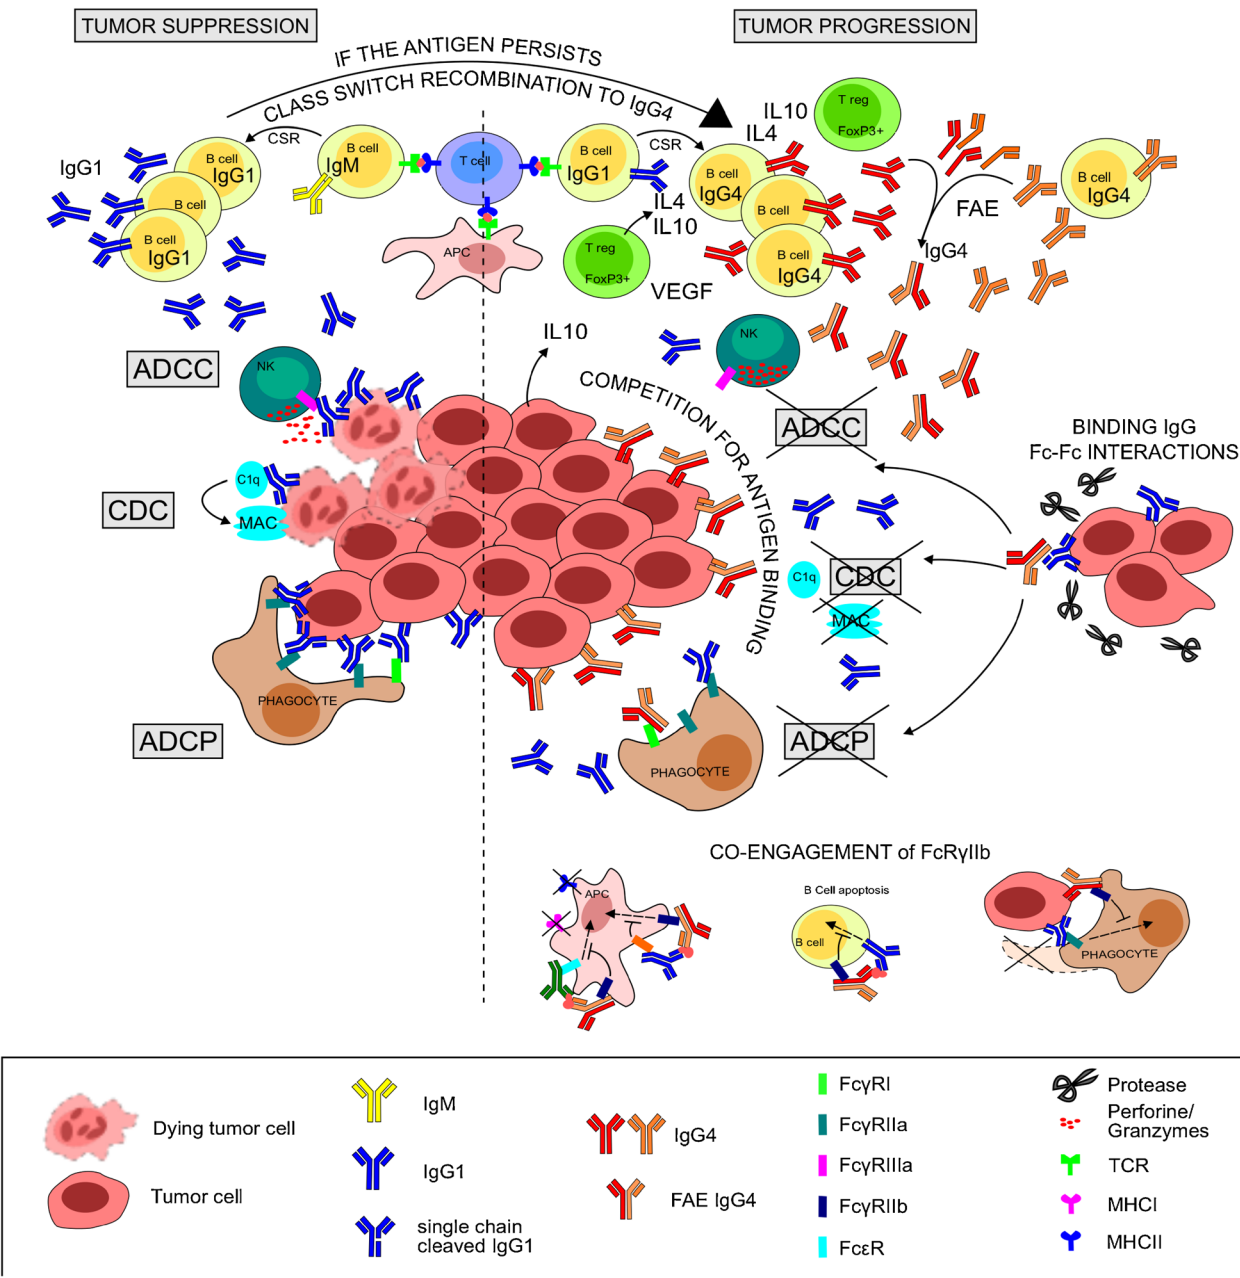 TUMOR SUPPRESSION
TUMOR PROGRESSION
IF THE ANTIGEN PERSISTS
CLASS SWITCH RECOMBINATION TO IgG4
IgG1
B cell
IgG1
B cell
B cell
IgG1
CSR
B cell
IgM
T cell
APC
B cell
IgG1
CSR
IL4
IL10
T reg
FoxP3+
VEGF
IL10
IL4
T reg
FoxP3+
B cell
IgG4
B cell
B cell
IgG4
FAE
IgG4
B cell
IgG4
ADCC
NK
IL10
COMPETITION FOR ANTIGEN BINDING
NK
ADCC
BINDING IgG
Fc-Fc INTERACTIONS
CDC
C1q
MAC
C1q
CDC
MAC
PHAGOCYTE
ADCP
PHAGOCYTE
ADCP
CO-ENGAGEMENT of FcRγIIb
APC
B Cell apoptosis
B cell
PHAGOCYTE
Dying tumor cell
Tumor cell
IgM
IgG1
single chain
cleaved IgG1
IgG4
FAE IgG4
FcγRI
FcγRIIa
FcγRIIIa
FcγRIIb
FcεR
Protease
Perforine/
Granzymes
TCR
MHCI
MHCII